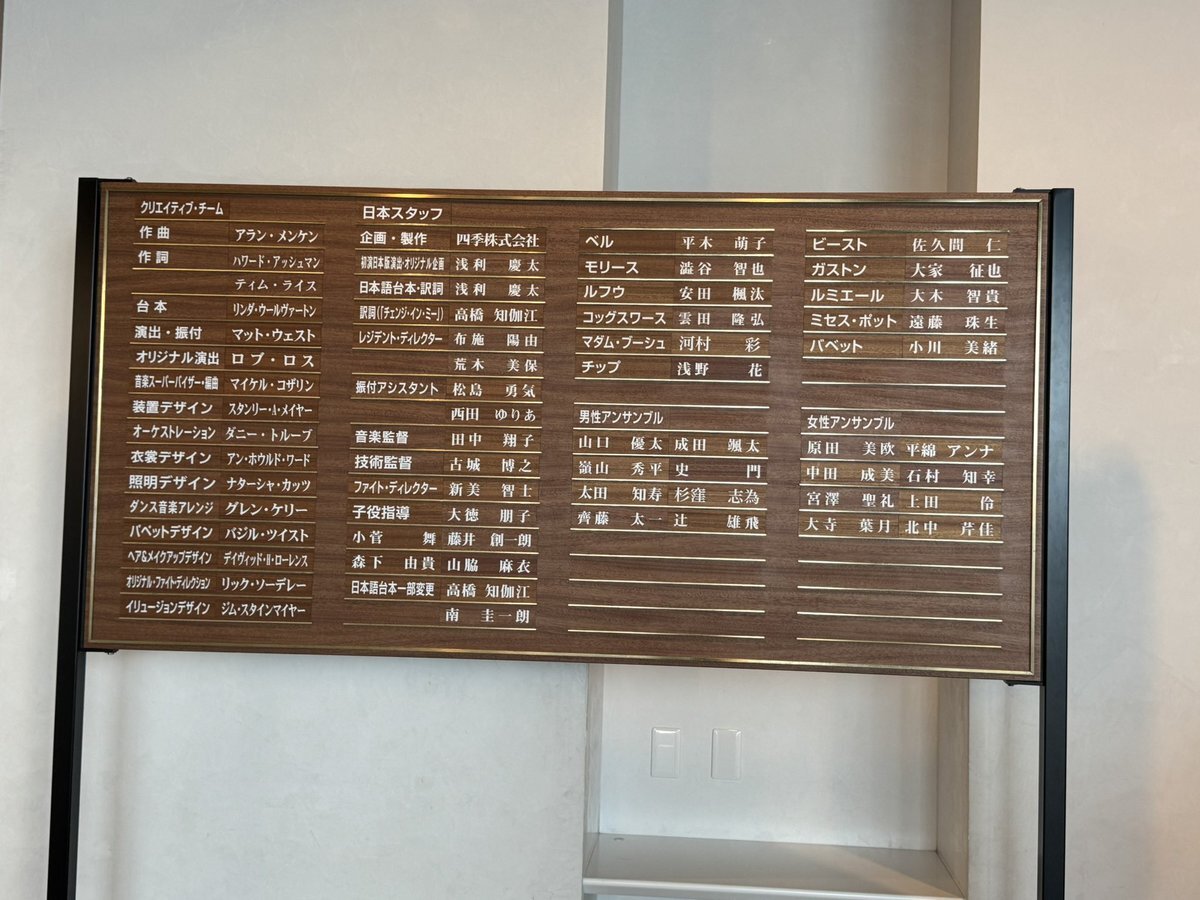 クリエイティブ・チーム
作曲 アラン・メンケン
作詞 ハワード・アッシュマン
ティム・ライス
台本 リンダ・ウールヴァートン
演出・振付 マット・ウェスト
オリジナル演出 ロブ・ロス
音楽スーパーバイザー・編曲 マイケル・コザリン
装置デザイン スタンリー・A・メイヤー
オーケストレーション ダニー・トルーブ
衣裳デザイン アン・ホウルド・ワード
照明デザイン ナターシャ・カッツ
ダンス音楽アレンジ グレン・ケリー
パペットデザイン バジル・ツイスト
ヘア&メイクアップデザイン デイヴィッド・H・ローレンス
オリジナル・ファイト・ディレクション リック・ソーデレー
イリュージョンデザイン ジム・スタインマイヤー
日本スタッフ
企画・製作 四季株式会社
初演日本版演出・オリジナル企画 浅利 慶太
日本語台本・訳詞 浅利 慶太
訳詞(「チェンジ・イン・ミー」) 高橋 知伽江
レジデント・ディレクター 布施 陽由
荒木 美保
振付アシスタント 松島 勇気
西田 ゆりあ
音楽監督 田中 翔子
技術監督 古城 博之
ファイト・ディレクター 新美 智士
子役指導 大徳 朋子
小菅 舞 藤井 創一朗
森下 由貴 山脇 麻衣
日本語台本一部変更 高橋 知伽江
南 圭一朗
ベル 平木 萌子
モリース 澁谷 智也
ルフウ 安田 楓汰
コッグスワース 雲田 隆弘
マダム・ブーシュ 河村 彩
チップ 浅野 花
男性アンサンブル
山口 優太 成田 颯太
嶺山 秀平 史 門
太田 知寿 杉窪 志為
齊藤 太一 辻 雄飛
ビースト 佐久間 仁
ガストン 大家 征也
ルミエール 大木 智貴
ミセス・ポット 遠藤 珠生
バベット 小川 美緒
女性アンサンブル
原田 美欧 平綿 アンナ
中田 成美 石村 知幸
宮澤 聖礼 上田 伶
大寺 葉月 北中 芹佳